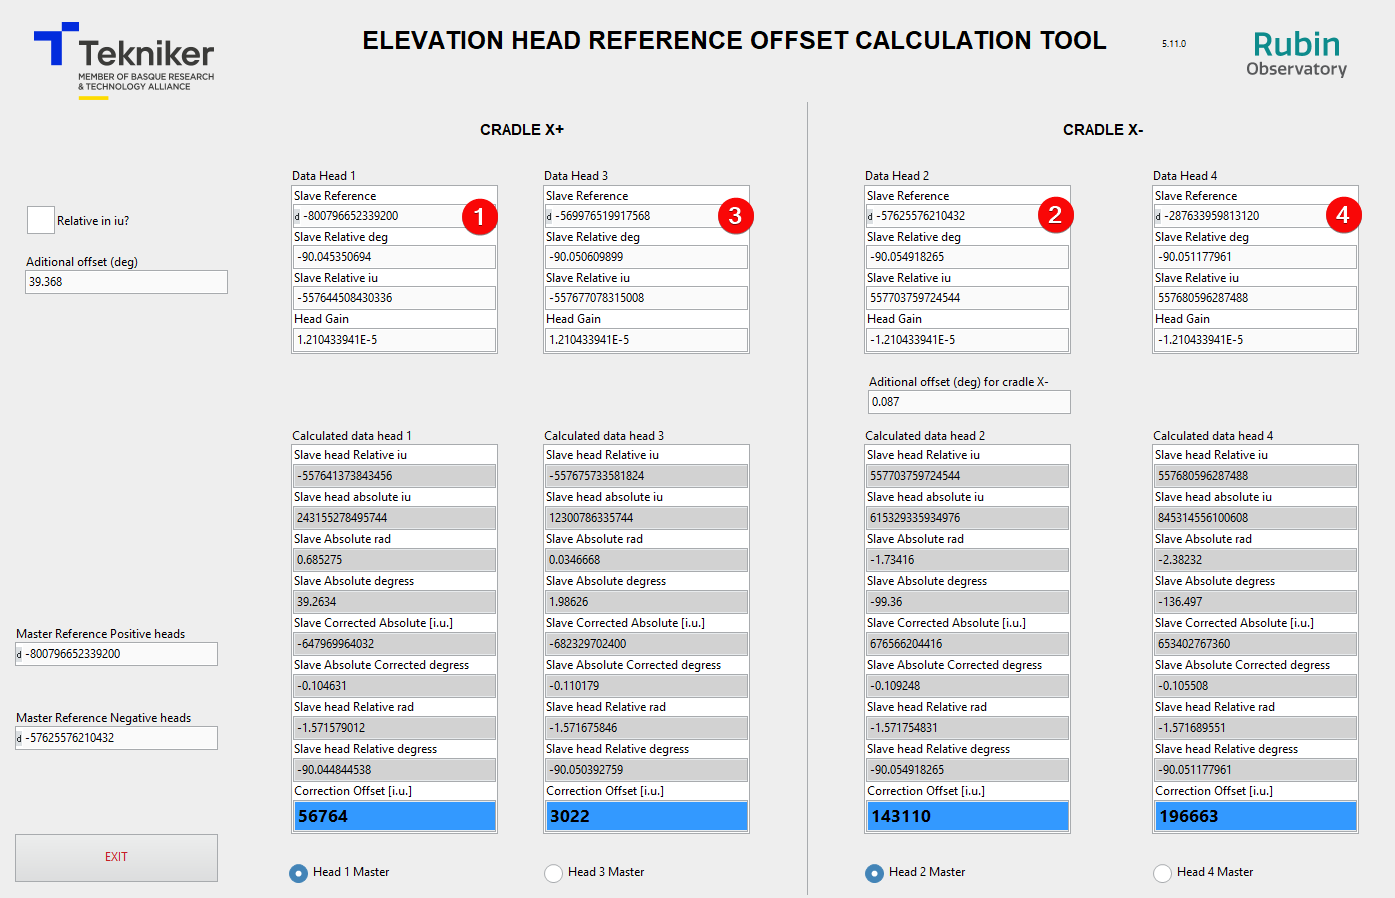 Tekniker
MEMBER OF BASQUE RESEARCH
& TECHNOLOGY ALLIANCE
ELEVATION HEAD REFERENCE OFFSET CALCULATION TOOL
5.11.0
Rubin
Observatory
Relative in iu?
Aditional offset (deg)
39.368
Master Reference Positive heads
d -800796652339200
Master Reference Negative heads
d -57625576210432
EXIT
CRADLE X+
Data Head 1
Slave Reference
d -800796652339200
1
Slave Relative deg
-90.045350694
Slave Relative iu
-557644508430336
Head Gain
1.210433941E-5
Data Head 3
Slave Reference
d -569976519917568
3
Slave Relative deg
-90.050609899
Slave Relative iu
-557677078315008
Head Gain
1.210433941E-5
Calculated data head 1
Slave head Relative iu
-557641373843456
Slave head absolute iu
243155278495744
Slave Absolute rad
0.685275
Slave Absolute degress
39.2634
Slave Corrected Absolute [i.u.]
-647969964032
Slave Absolute Corrected degress
-0.104631
Slave head Relative rad
-1.571579012
Slave head Relative degress
-90.044844538
Correction Offset [i.u.]
56764
Head 1 Master
Calculated data head 3
Slave head Relative iu
-557675733581824
Slave head absolute iu
12300786335744
Slave Absolute rad
0.0346668
Slave Absolute degress
1.98626
Slave Corrected Absolute [i.u.]
-682329702400
Slave Absolute Corrected degress
-0.110179
Slave head Relative rad
-1.571675846
Slave head Relative degress
-90.050392759
Correction Offset [i.u.]
3022
Head 3 Master
CRADLE X-
Data Head 2
Slave Reference
d -57625576210432
2
Slave Relative deg
-90.054918265
Slave Relative iu
557703759724544
Head Gain
-1.210433941E-5
Data Head 4
Slave Reference
d -287633959813120
4
Slave Relative deg
-90.051177961
Slave Relative iu
557680596287488
Head Gain
-1.210433941E-5
Aditional offset (deg) for cradle X-
0.087
Calculated data head 2
Slave head Relative iu
557703759724544
Slave head absolute iu
615329335934976
Slave Absolute rad
-1.73416
Slave Absolute degress
-99.36
Slave Corrected Absolute [i.u.]
676566204416
Slave Absolute Corrected degress
-0.109248
Slave head Relative rad
-1.571754831
Slave head Relative degress
-90.054918265
Correction Offset [i.u.]
143110
Head 2 Master
Calculated data head 4
Slave head Relative iu
557680596287488
Slave head absolute iu
845314556100608
Slave Absolute rad
-2.38232
Slave Absolute degress
-136.497
Slave Corrected Absolute [i.u.]
653402767360
Slave Absolute Corrected degress
-0.105508
Slave head Relative rad
-1.571689551
Slave head Relative degress
-90.051177961
Correction Offset [i.u.]
196663
Head 4 Master